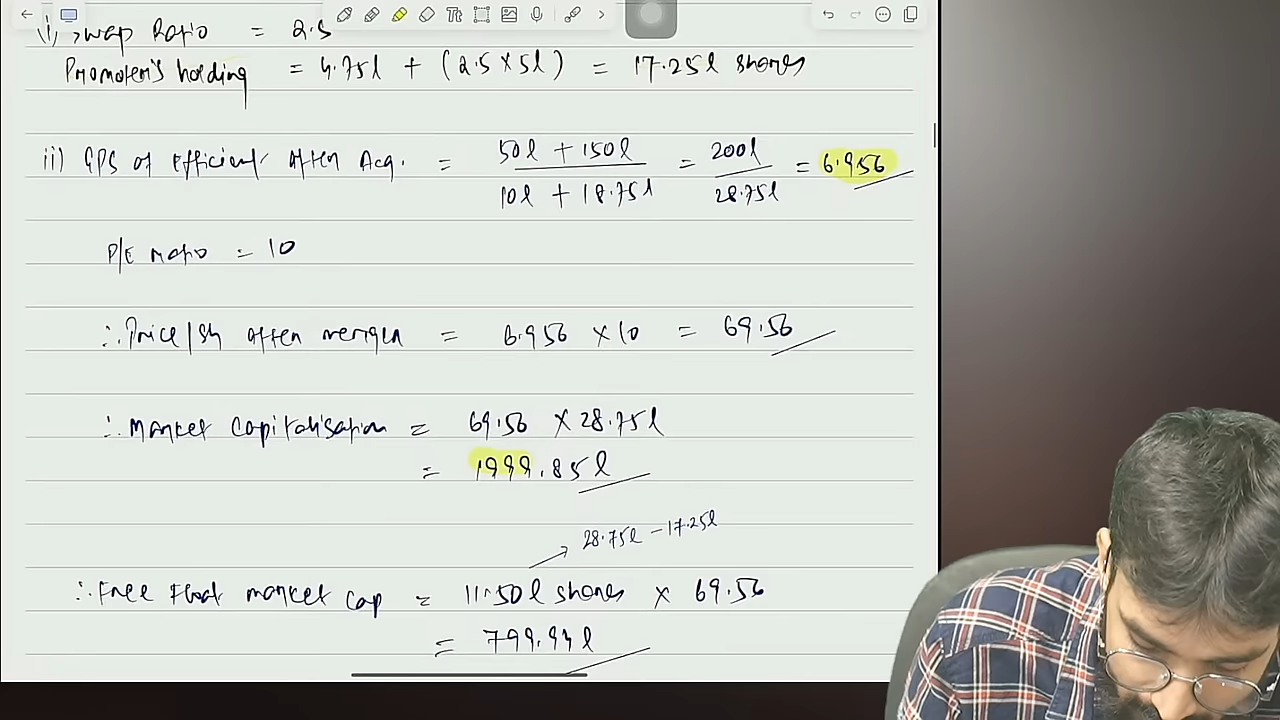 (i) Swap Ratio = 2.5
Promoter's holding = 4.75l + (2.5 × 5l) = 17.25l shares
ii) EPS of Efficient After Acq. = 50l + 150l / 10l + 18.75l = 200l / 28.75l = 6.956
P/E ratio = 10
∴ Price/Sh after merger = 6.956 × 10 = 69.56
∴ Market Capitalisation = 69.56 × 28.75l
= 1999.85l
→ 28.75l - 17.25l
∴ Free Float market cap = 11.50l shares × 69.56
= 799.94l